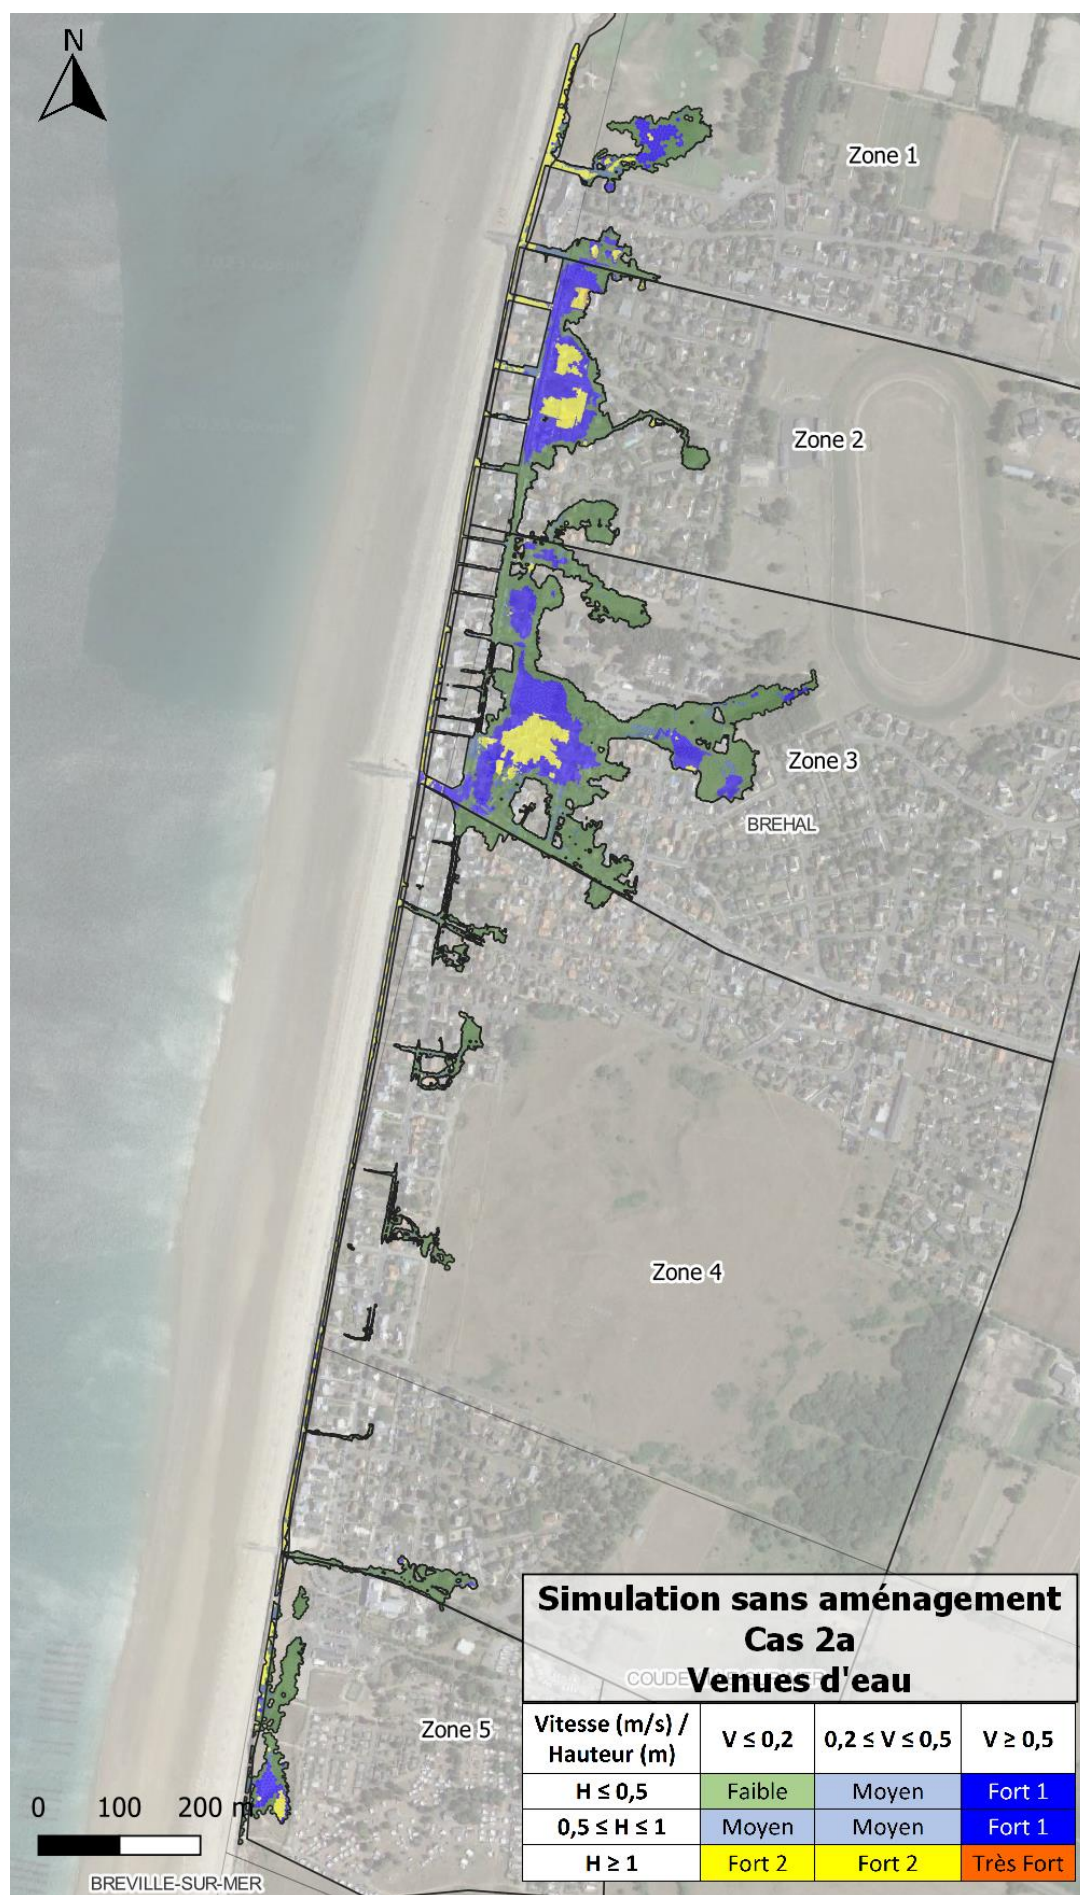 N
Zone 1
Zone 2
Zone 3
BREHAL
Zone 4
Simulation sans aménagement
Cas 2a
Venues d'eau
Zone 5
Vitesse (m/s) /
Hauteur (m)
V ≤ 0,2
0,2 ≤ V ≤ 0,5
V ≥ 0,5
H ≤ 0,5
Faible
Moyen
Fort 1
0,5 ≤ H ≤ 1
Moyen
Moyen
Fort 1
H ≥ 1
Fort 2
Fort 2
Très Fort
0 100 200 m
BREVILLE-SUR-MER